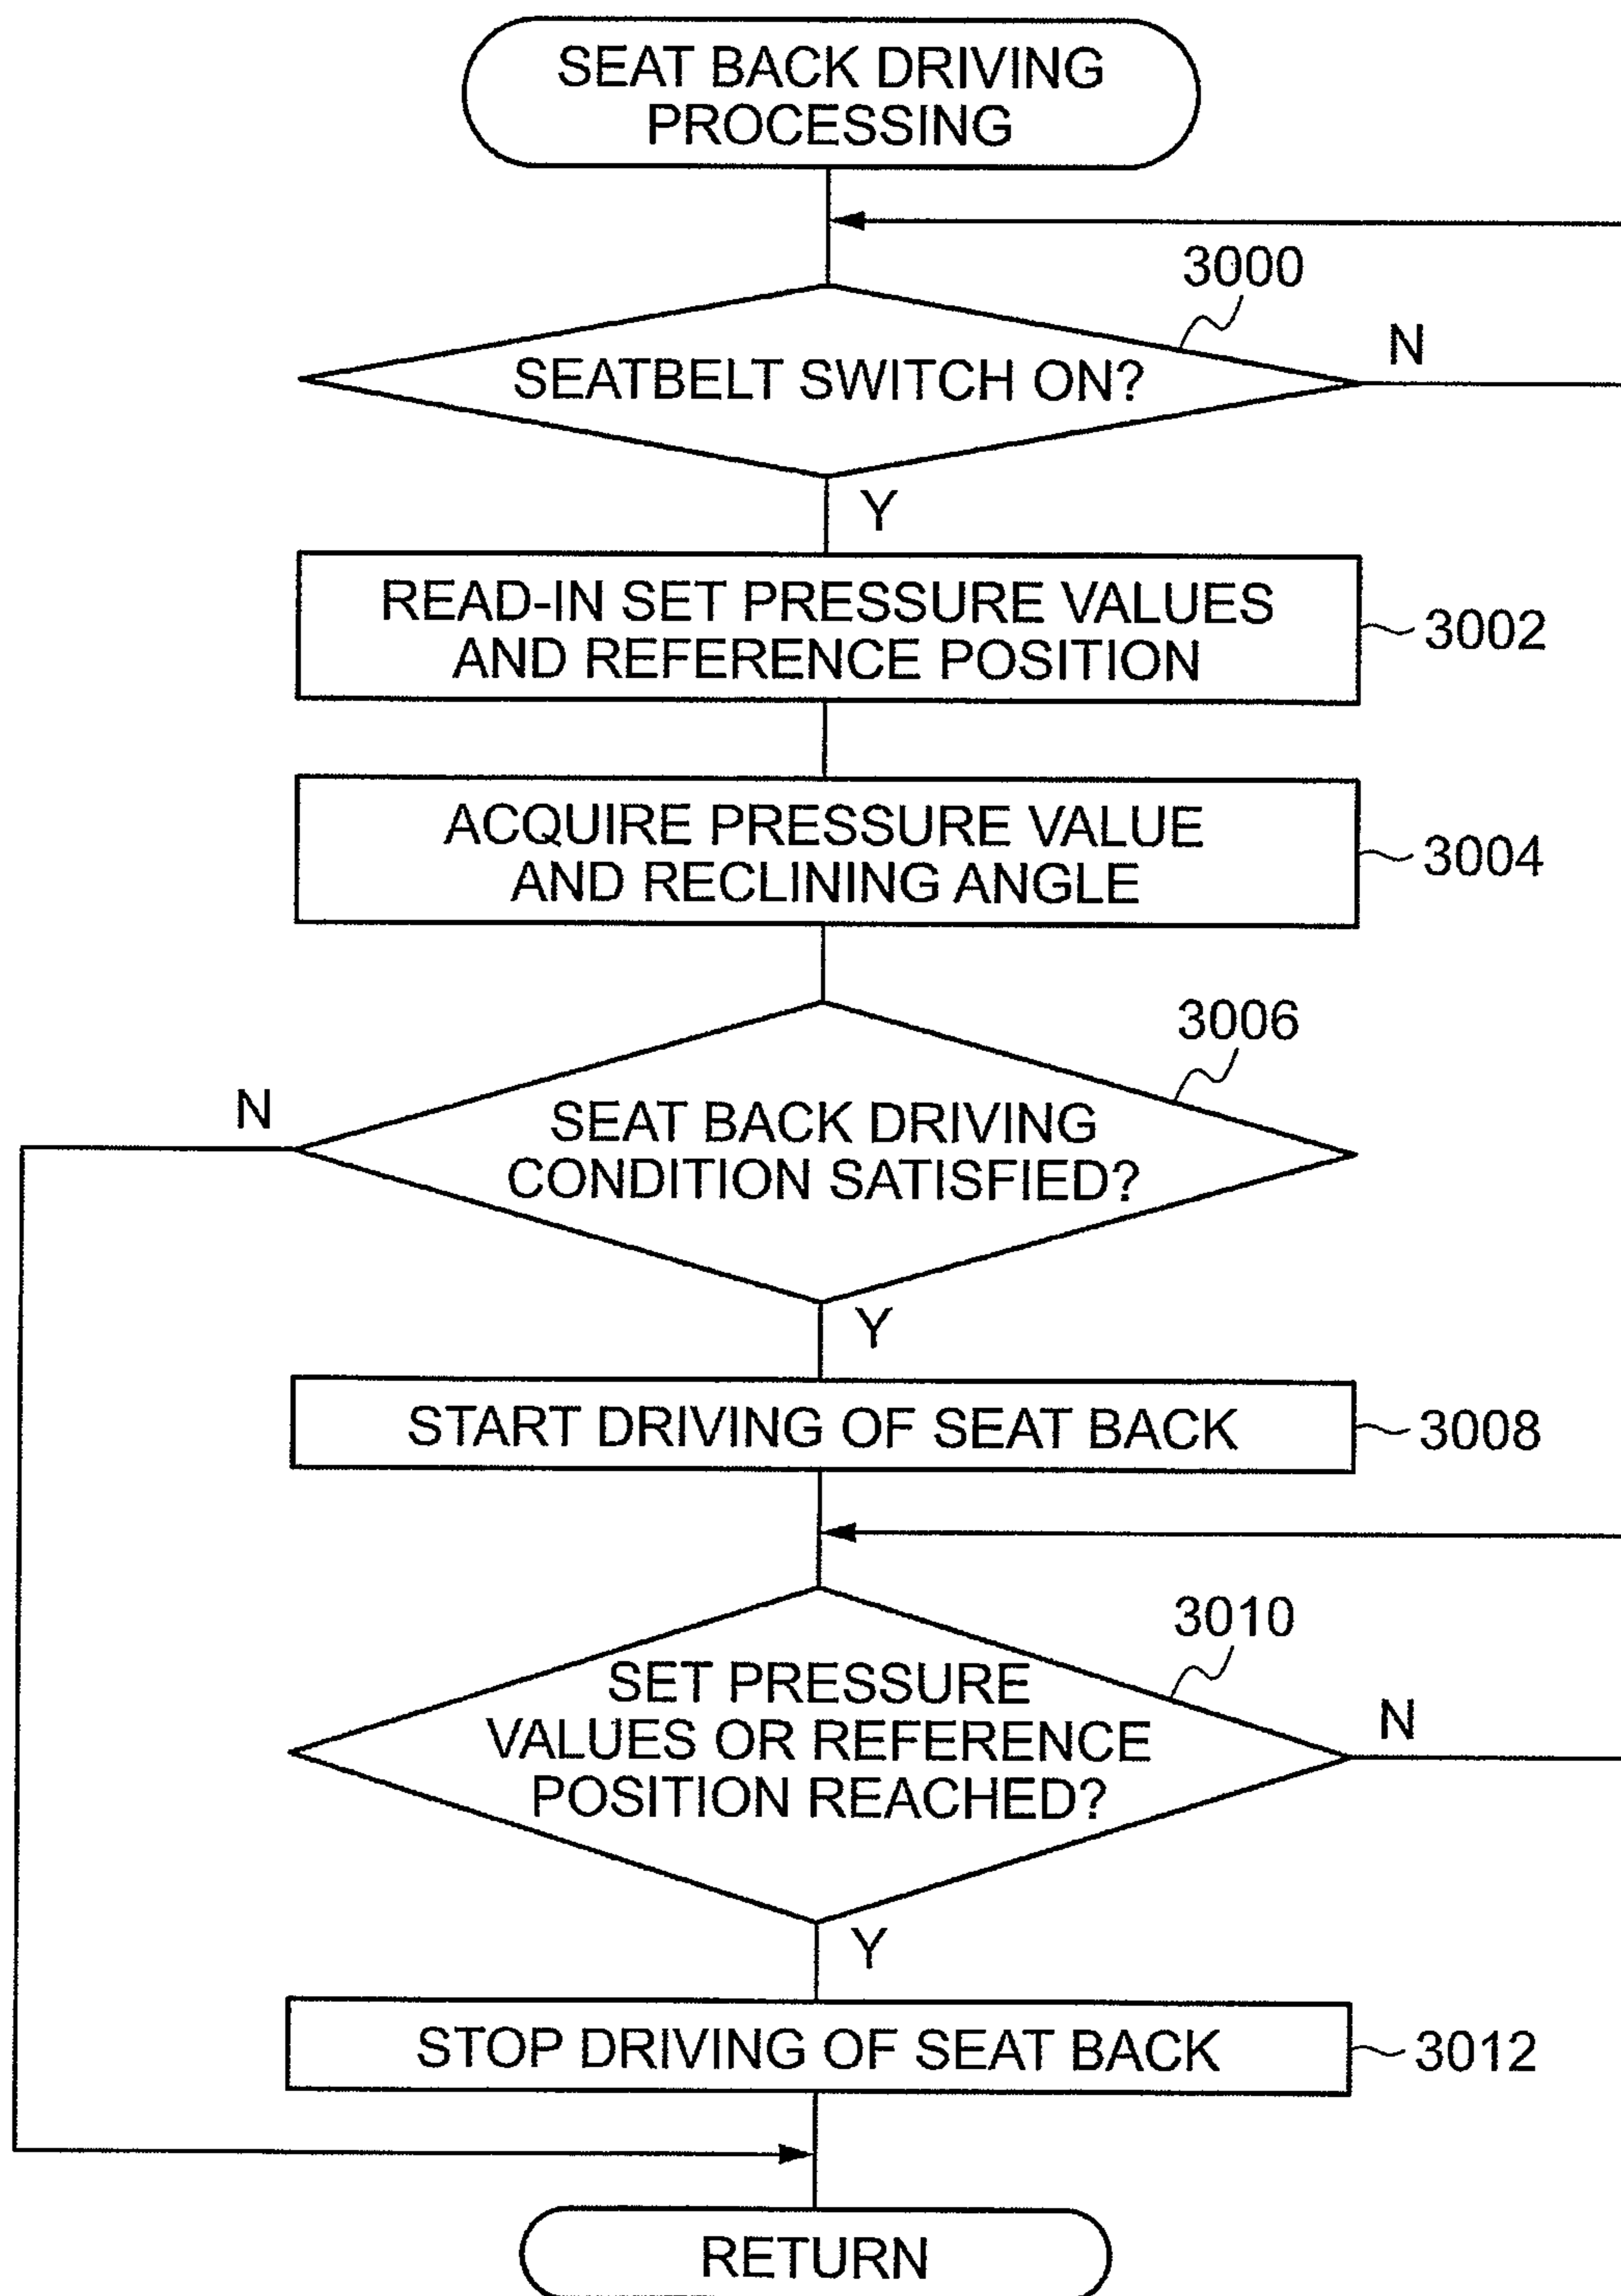 SEAT BACK DRIVING
PROCESSING
3000
SEATBELT SWITCH ON?
N
Y
READ-IN SET PRESSURE VALUES
AND REFERENCE POSITION
3002
ACQUIRE PRESSURE VALUE
AND RECLINING ANGLE
3004
3006
N
SEAT BACK DRIVING
CONDITION SATISFIED?
Y
START DRIVING OF SEAT BACK
3008
3010
SET PRESSURE
VALUES OR REFERENCE
POSITION REACHED?
N
Y
STOP DRIVING OF SEAT BACK
3012
RETURN